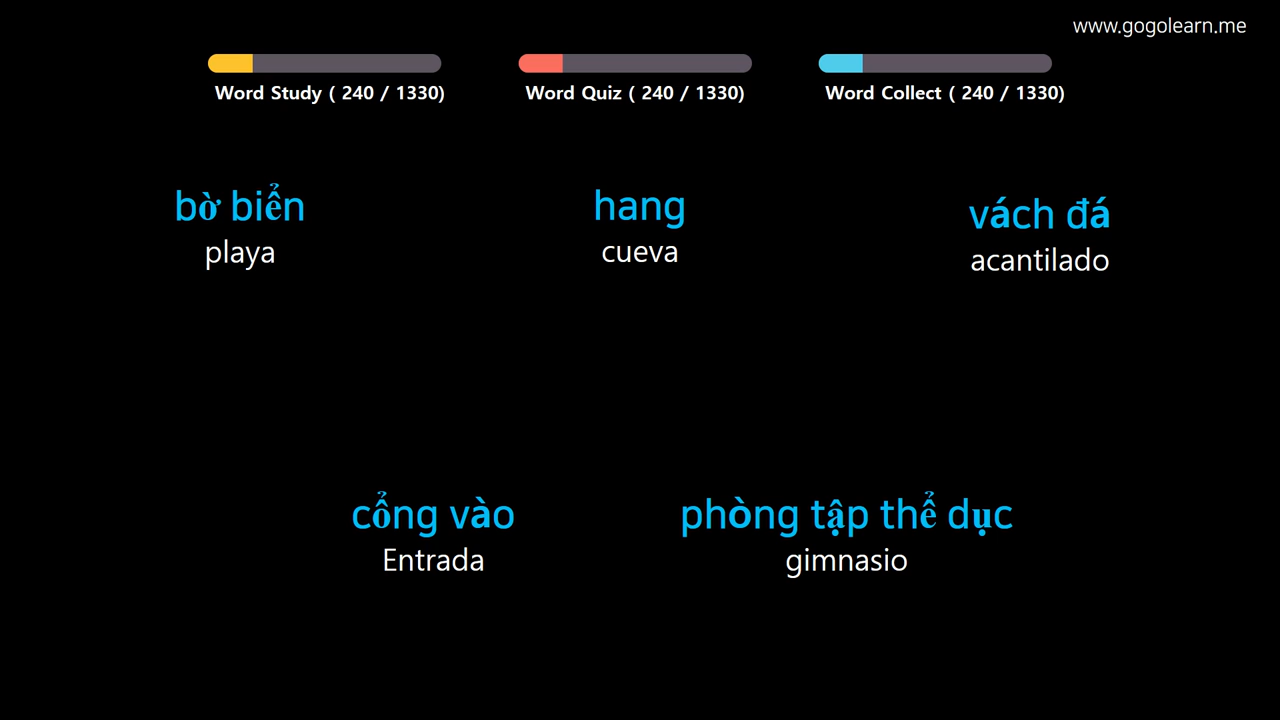 www.gogolearn.me
Word Study ( 240 / 1330)
Word Quiz ( 240 / 1330)
Word Collect ( 240 / 1330)
bờ biển
playa
hang
cueva
vách đá
acantilado
cổng vào
Entrada
phòng tập thể dục
gimnasio